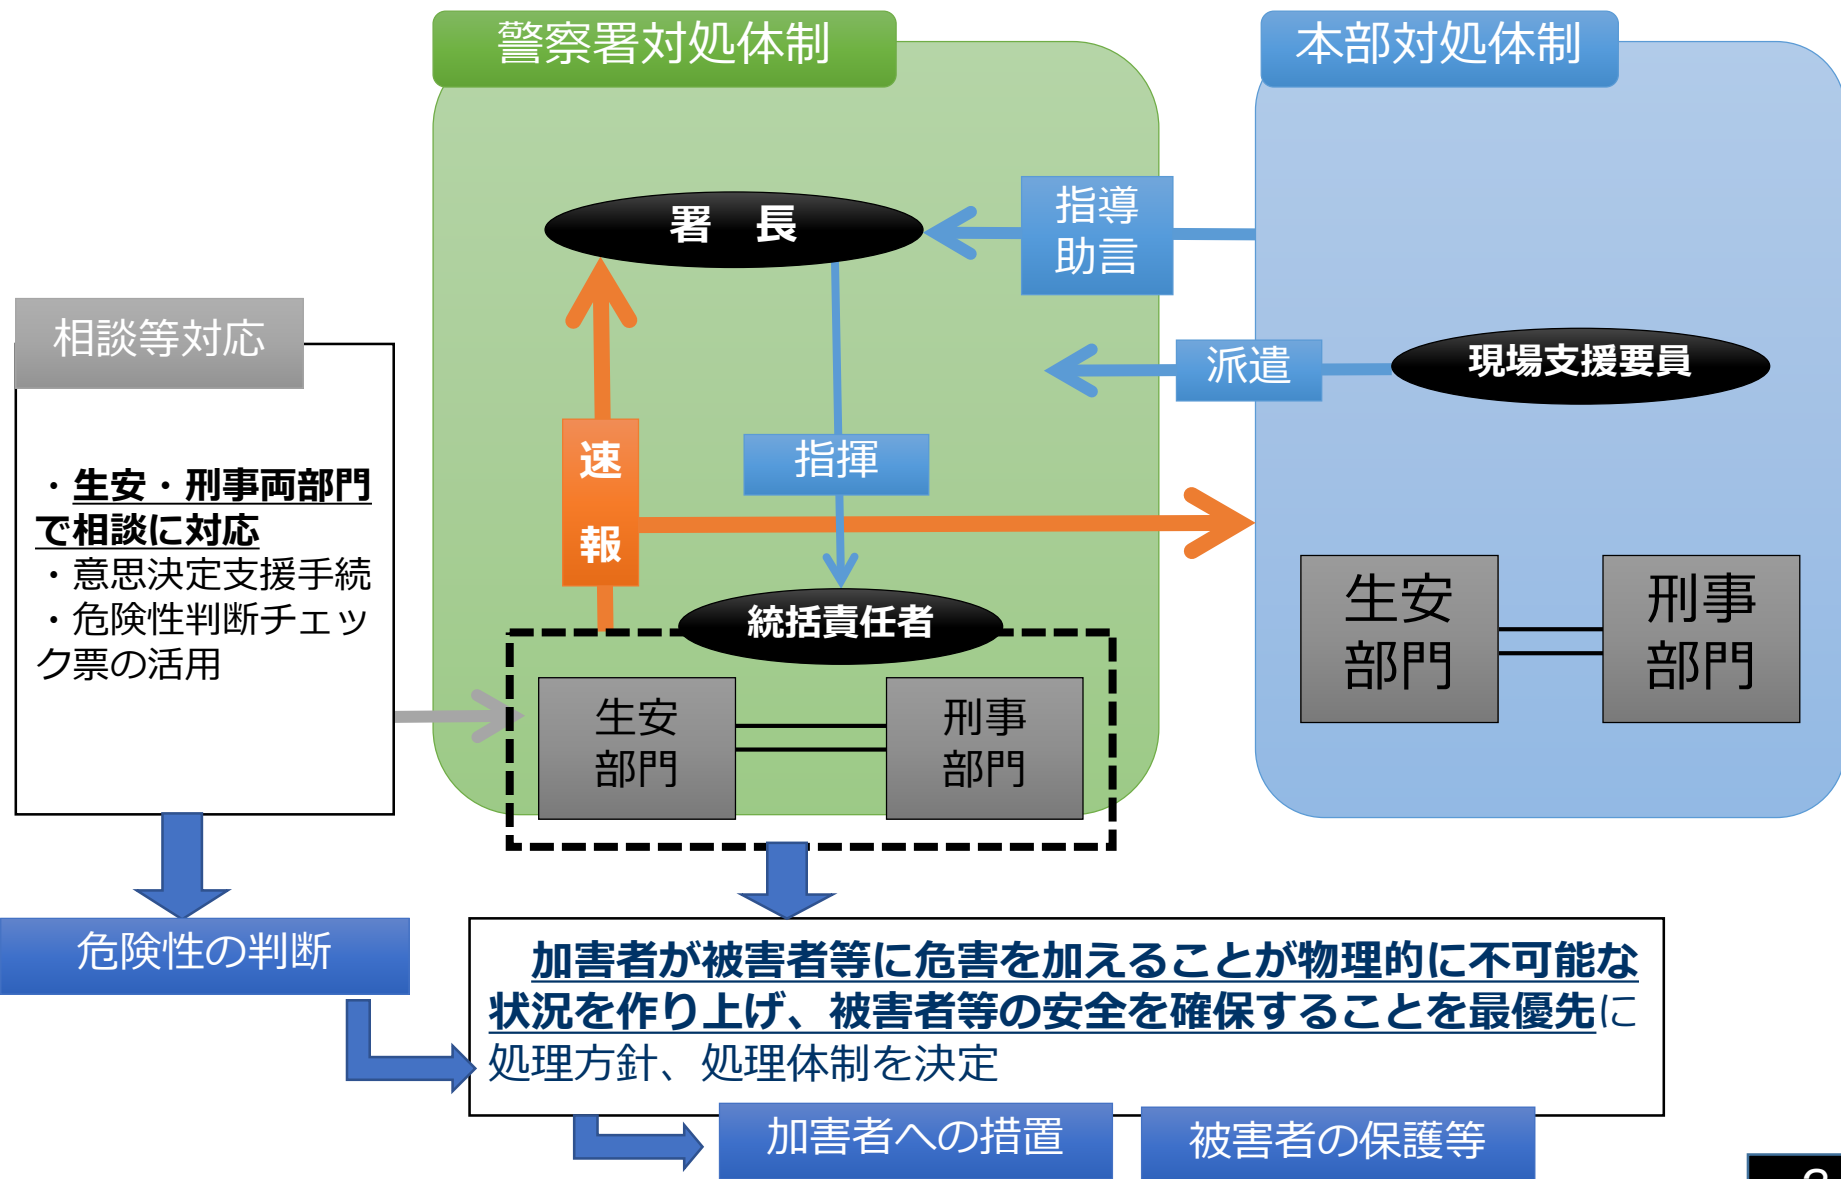 警察署対処体制
本部対処体制
署　長
指導
助言
相談等対応
現場支援要員
派遣
速
報
指揮
・生安・刑事両部門
で相談に対応
・意思決定支援手続
・危険性判断チェッ
ク票の活用
統括責任者
生安
部門
刑事
部門
生安
部門
刑事
部門
危険性の判断
加害者が被害者等に危害を加えることが物理的に不可能な
状況を作り上げ、被害者等の安全を確保することを最優先に
処理方針、処理体制を決定
加害者への措置
被害者の保護等